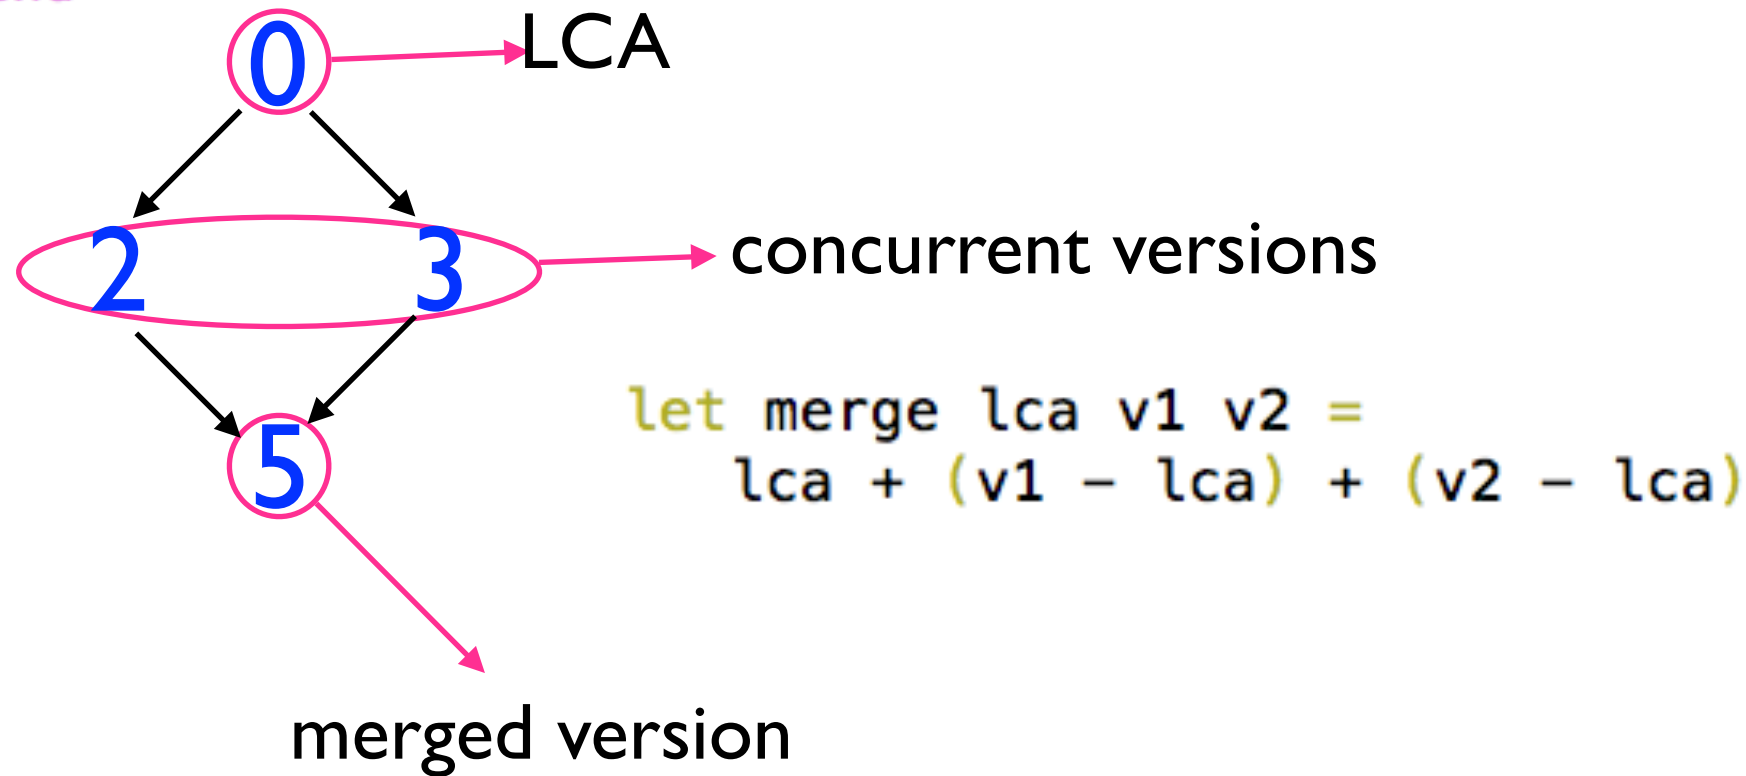 0
LCA
2
3
concurrent versions
let merge lca v1 v2 =
lca + (v1 - lca) + (v2 - lca)
5
merged version